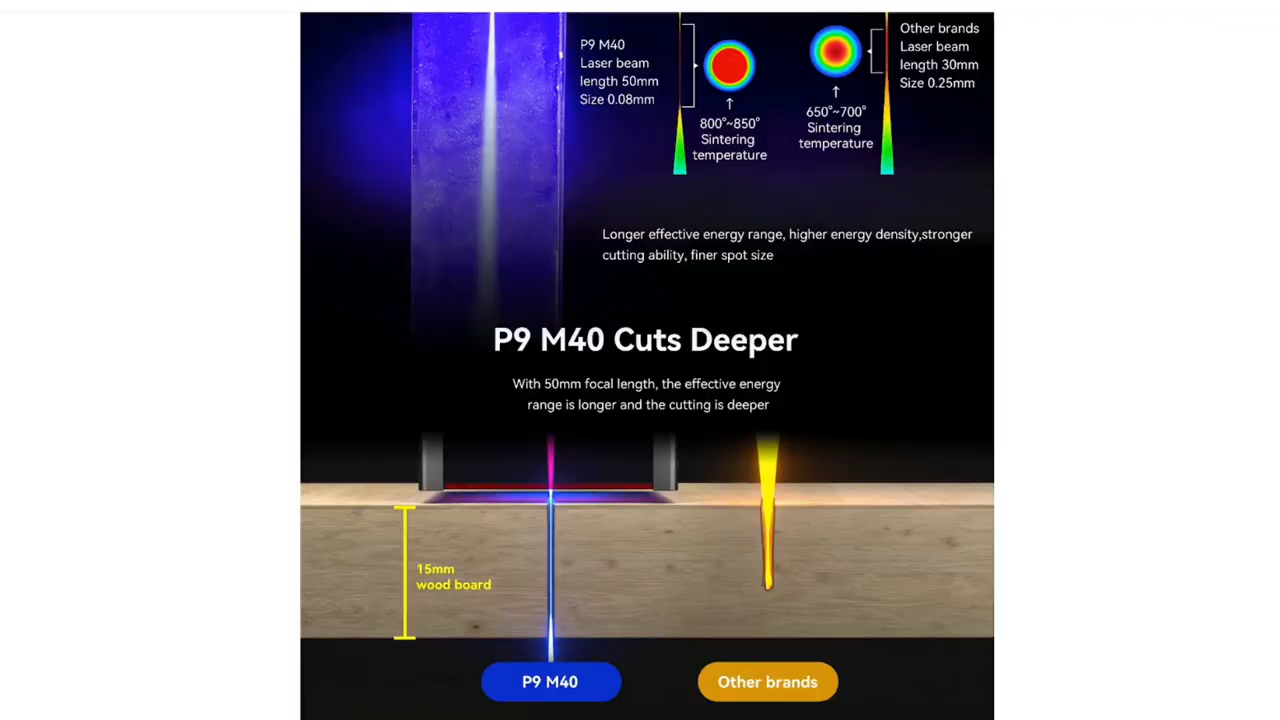 P9 M40
Laser beam
length 50mm
Size 0.08mm
800°~850°
Sintering
temperature
650°~700°
Sintering
temperature
Other brands
Laser beam
length 30mm
Size 0.25mm
Longer effective energy range, higher energy density,stronger
cutting ability, finer spot size
P9 M40 Cuts Deeper
With 50mm focal length, the effective energy
range is longer and the cutting is deeper
15mm
wood board
P9 M40
Other brands